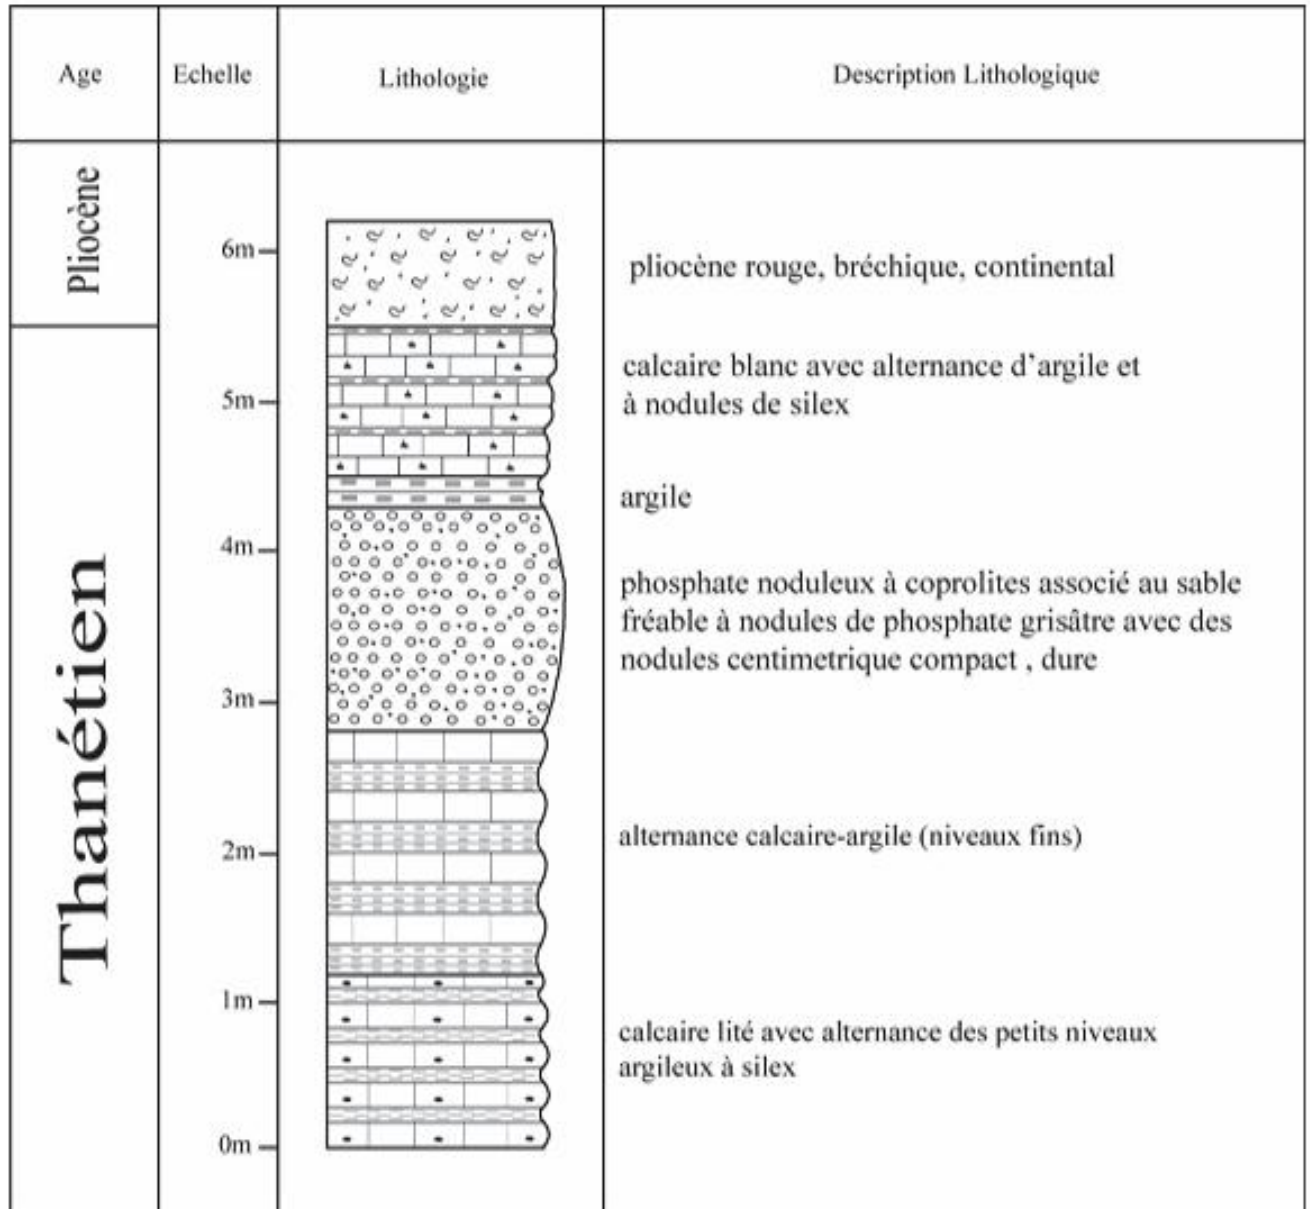 Age
Echelle
Lithologie
Description Lithologique
Pliocène
6m
pliocène rouge, bréchique, continental
calcaire blanc avec alternance d’argile et
à nodules de silex
5m
argile
Thanétien
4m
phosphate noduleux à coprolites associé au sable
fréable à nodules de phosphate grisâtre avec des
nodules centimetrique compact , dure
3m
alternance calcaire-argile (niveaux fins)
2m
1m
calcaire lité avec alternance des petits niveaux
argileux à silex
0m